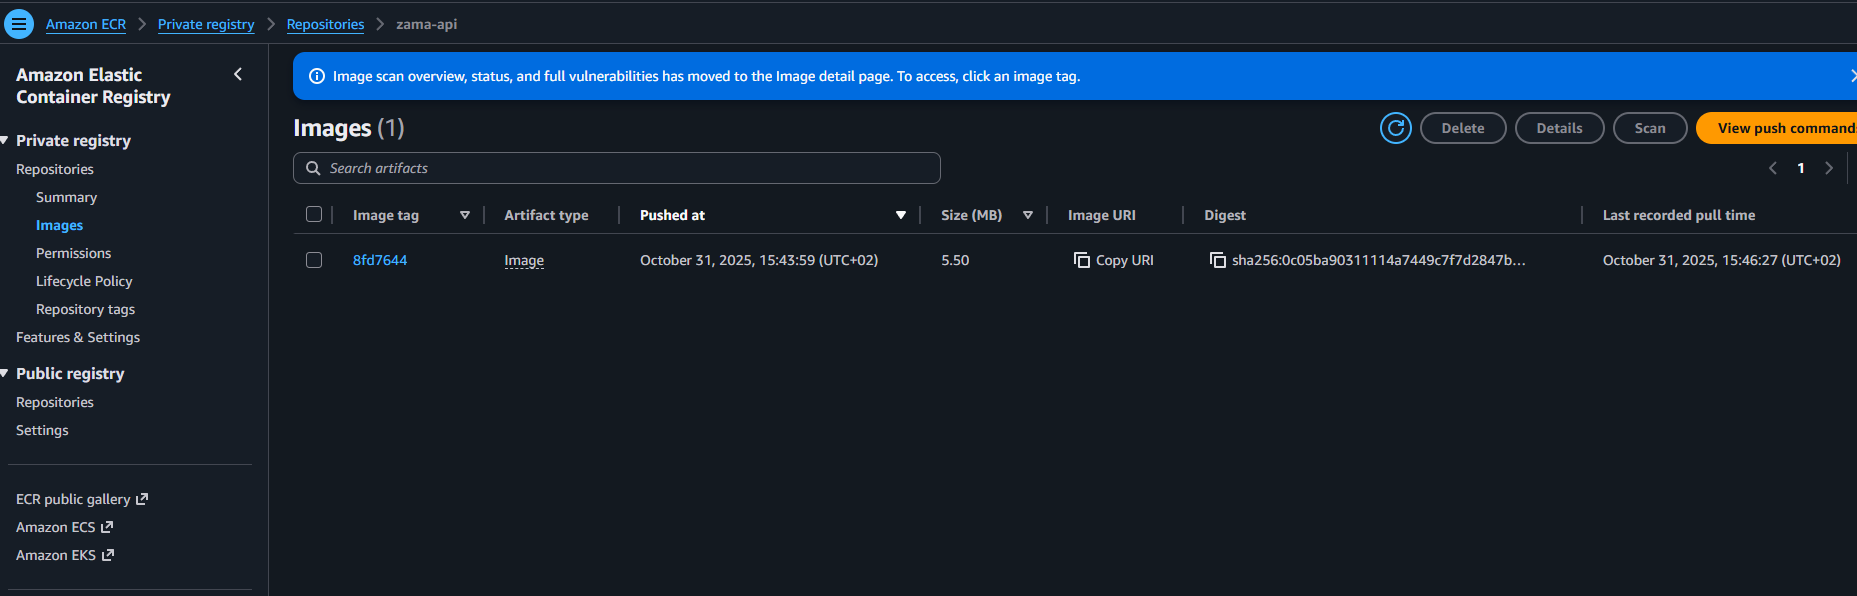 Amazon ECR > Private registry > Repositories > zama-api
Amazon Elastic
Container Registry
Private registry
Repositories
Summary
Images
Permissions
Lifecycle Policy
Repository tags
Features & Settings
Public registry
Repositories
Settings
ECR public gallery
Amazon ECS
Amazon EKS
Image scan overview, status, and full vulnerabilities has moved to the Image detail page. To access, click an image tag.
Images (1)
Delete Details Scan View push command
Search artifacts
1
Image tag Artifact type Pushed at Size (MB) Image URI Digest Last recorded pull time
8fd7644 Image October 31, 2025, 15:43:59 (UTC+02) 5.50 Copy URI sha256:0c05ba90311114a7449c7f7d2847b... October 31, 2025, 15:46:27 (UTC+02)